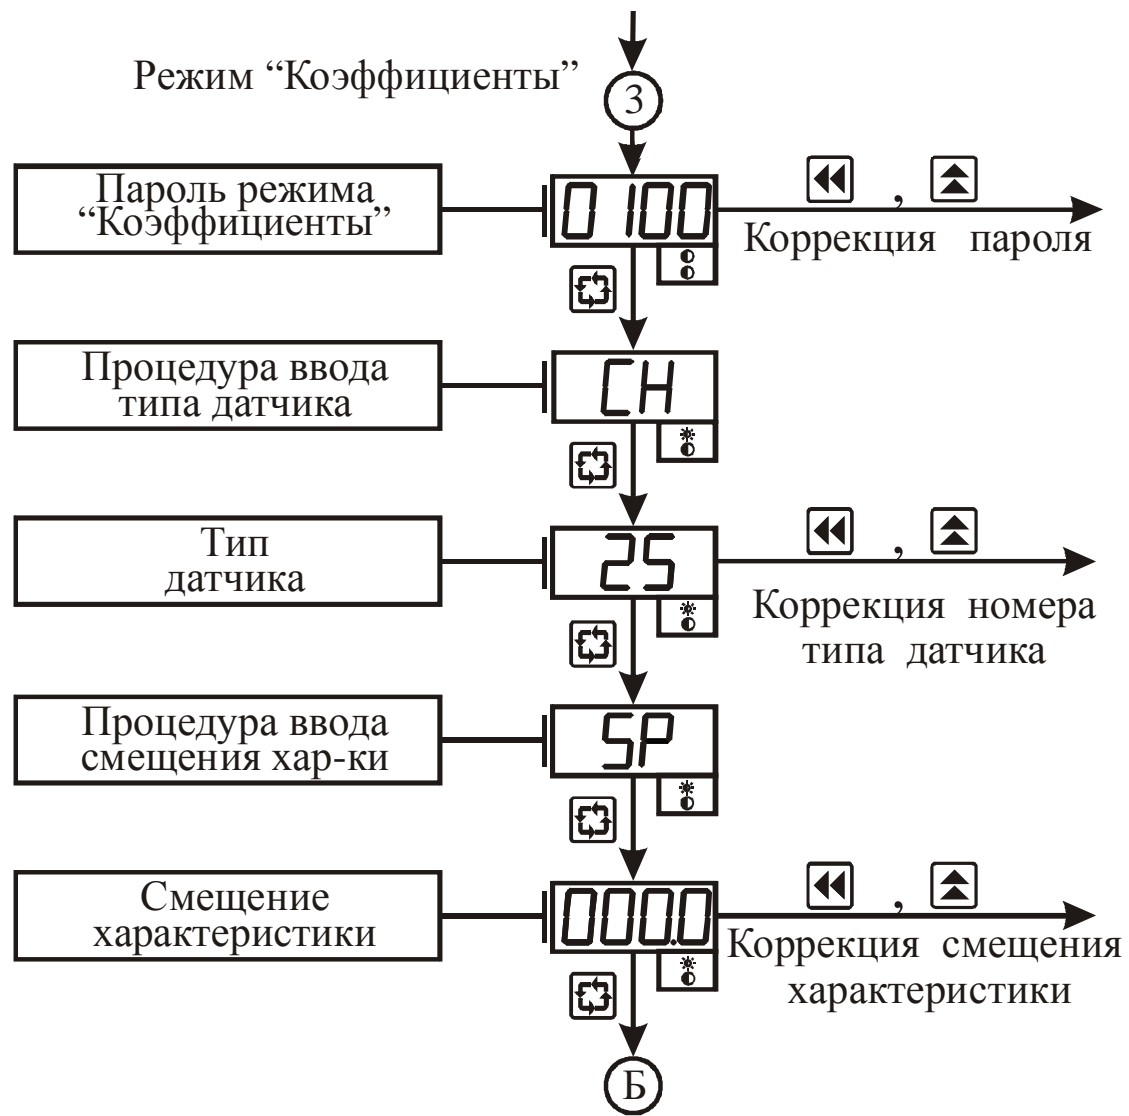 Режим “Коэффициенты”
3
Пароль режима
“Коэффициенты”
0100
,
Коррекция пароля
Процедура ввода
типа датчика
CH
Тип
датчика
25
,
Коррекция номера
типа датчика
Процедура ввода
смещения хар-ки
SP
Смещение
характеристики
000.0
,
Коррекция смещения
характеристики
Б